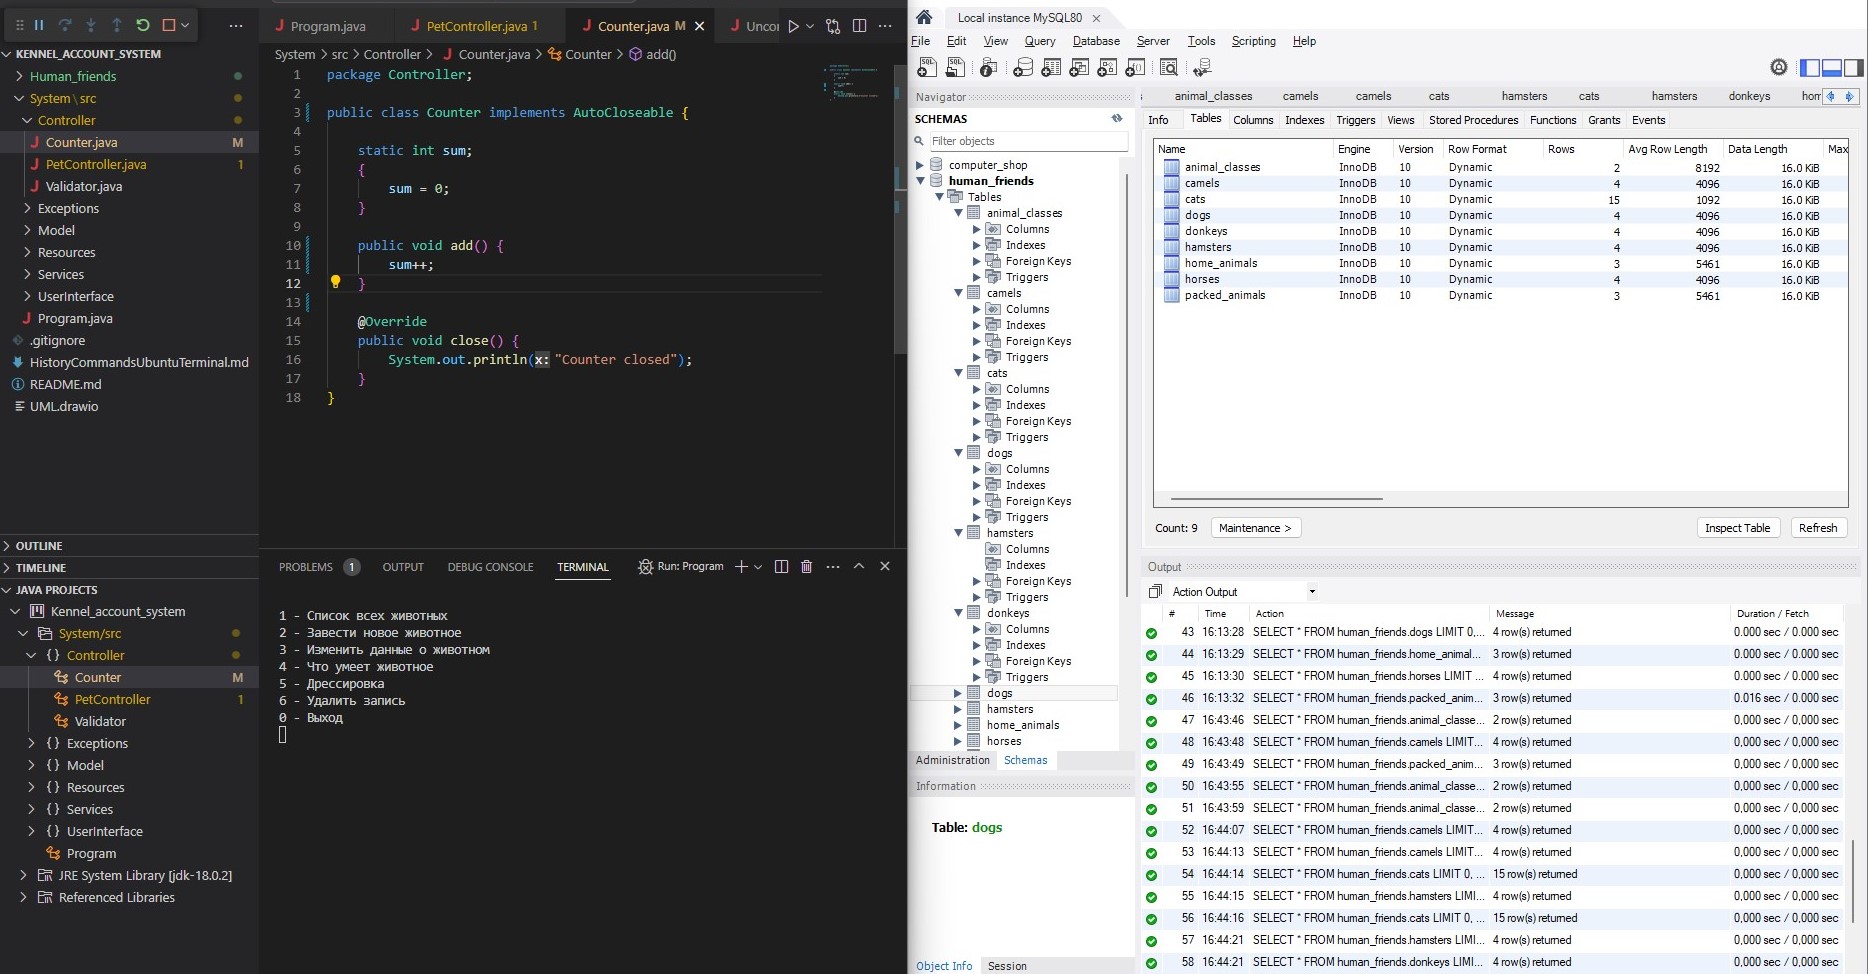 KENNEL_ACCOUNT_SYSTEM
Human_friends
System\src
Controller
Counter.java M
PetController.java 1
Validator.java
Exceptions
Model
Resources
Services
UserInterface
Program.java
.gitignore
HistoryCommandsUbuntuTerminal.md
README.md
UML.drawio
OUTLINE
TIMELINE
JAVA PROJECTS
Kennel_account_system
System/src
Controller
Counter M
PetController 1
Validator
Exceptions
Model
Resources
Services
UserInterface
Program
JRE System Library [jdk-18.0.2]
Referenced Libraries
Program.java PetController.java 1 Counter.java M Uncor
System > src > Controller > Counter.java > Counter > add()
1 package Controller;
2
3 public class Counter implements AutoCloseable {
4
5 static int sum;
6 {
7 sum = 0;
8 }
9
10 public void add() {
11 sum++;
12 }
13
14 @Override
15 public void close() {
16 System.out.println(x: "Counter closed");
17 }
18 }
PROBLEMS 1 OUTPUT DEBUG CONSOLE TERMINAL Run: Program
1 - Список всех животных
2 - Завести новое животное
3 - Изменить данные о животном
4 - Что умеет животное
5 - Дрессировка
6 - Удалить запись
0 - Выход
Local instance MySQL80
File Edit View Query Database Server Tools Scripting Help
Navigator
SCHEMAS
Filter objects
computer_shop
human_friends
Tables
animal_classes
Columns
Indexes
Foreign Keys
Triggers
camels
Columns
Indexes
Foreign Keys
Triggers
cats
Columns
Indexes
Foreign Keys
Triggers
dogs
Columns
Indexes
Foreign Keys
Triggers
hamsters
Columns
Indexes
Foreign Keys
Triggers
donkeys
Columns
Indexes
Foreign Keys
Triggers
dogs
hamsters
home_animals
horses
Administration Schemas
Information
Table: dogs
Object Info Session
animal_classes camels camels cats hamsters cats hamsters donkeys hom
Info Tables Columns Indexes Triggers Views Stored Procedures Functions Grants Events
Name Engine Version Row Format Rows Avg Row Length Data Length Max
animal_classes InnoDB 10 Dynamic 2 8192 16.0 KiB
camels InnoDB 10 Dynamic 4 4096 16.0 KiB
cats InnoDB 10 Dynamic 15 1092 16.0 KiB
dogs InnoDB 10 Dynamic 4 4096 16.0 KiB
donkeys InnoDB 10 Dynamic 4 4096 16.0 KiB
hamsters InnoDB 10 Dynamic 4 4096 16.0 KiB
home_animals InnoDB 10 Dynamic 3 5461 16.0 KiB
horses InnoDB 10 Dynamic 4 4096 16.0 KiB
packed_animals InnoDB 10 Dynamic 3 5461 16.0 KiB
Count: 9 Maintenance > Inspect Table Refresh
Output
Action Output
# Time Action Message Duration / Fetch
43 16:13:28 SELECT * FROM human_friends.dogs LIMIT 0,... 4 row(s) returned 0.000 sec / 0.000 sec
44 16:13:29 SELECT * FROM human_friends.home_animal... 3 row(s) returned 0.000 sec / 0.000 sec
45 16:13:30 SELECT * FROM human_friends.horses LIMIT ... 4 row(s) returned 0.000 sec / 0.000 sec
46 16:13:32 SELECT * FROM human_friends.packed_anim... 3 row(s) returned 0.016 sec / 0.000 sec
47 16:43:46 SELECT * FROM human_friends.animal_classe... 2 row(s) returned 0,000 sec / 0,000 sec
48 16:43:48 SELECT * FROM human_friends.camels LIMIT... 4 row(s) returned 0,000 sec / 0,000 sec
49 16:43:49 SELECT * FROM human_friends.packed_anim... 3 row(s) returned 0,000 sec / 0,000 sec
50 16:43:55 SELECT * FROM human_friends.animal_classe... 2 row(s) returned 0,000 sec / 0,000 sec
51 16:43:59 SELECT * FROM human_friends.animal_classe... 2 row(s) returned 0,000 sec / 0,000 sec
52 16:44:07 SELECT * FROM human_friends.camels LIMIT... 4 row(s) returned 0,000 sec / 0,000 sec
53 16:44:13 SELECT * FROM human_friends.camels LIMIT... 4 row(s) returned 0,000 sec / 0,000 sec
54 16:44:14 SELECT * FROM human_friends.cats LIMIT 0, ... 15 row(s) returned 0,000 sec / 0,000 sec
55 16:44:15 SELECT * FROM human_friends.hamsters LIMI... 4 row(s) returned 0,000 sec / 0,000 sec
56 16:44:16 SELECT * FROM human_friends.cats LIMIT 0, ... 15 row(s) returned 0,000 sec / 0,000 sec
57 16:44:21 SELECT * FROM human_friends.hamsters LIMI... 4 row(s) returned 0,000 sec / 0,000 sec
58 16:44:21 SELECT * FROM human_friends.donkeys LIMI... 4 row(s) returned 0,000 sec / 0,000 sec